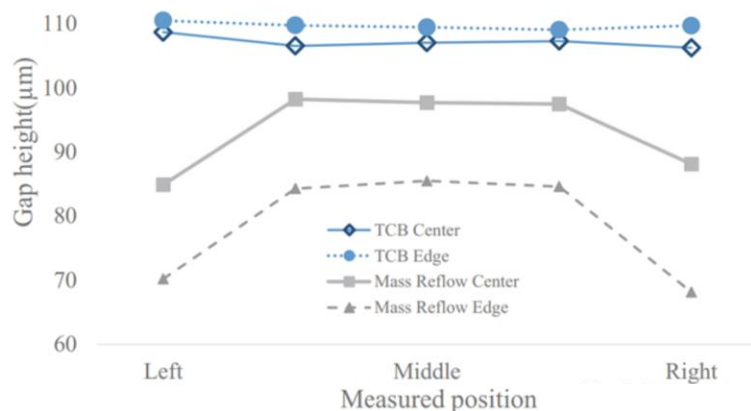 Gap height(µm)
110
100
90
80
70
60
TCB Center
TCB Edge
Mass Reflow Center
Mass Reflow Edge
Left
Middle
Right
Measured position